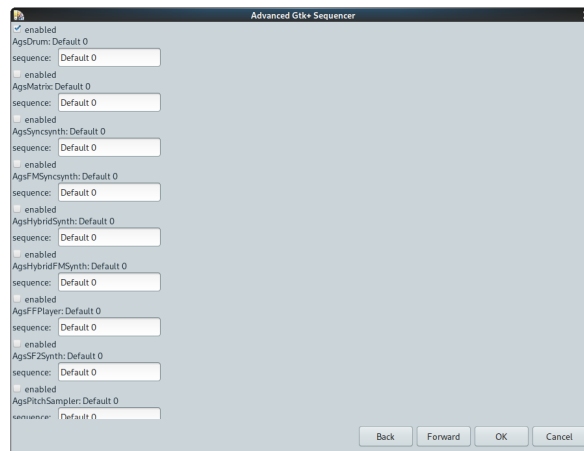 Advanced Gtk+ Sequencer
enabled
AgsDrum: Default 0
sequence: Default 0
enabled
AgsMatrix: Default 0
sequence: Default 0
enabled
AgsSyncsynth: Default 0
sequence: Default 0
enabled
AgsFMSyncsynth: Default 0
sequence: Default 0
enabled
AgsHybridSynth: Default 0
sequence: Default 0
enabled
AgsHybridFMSynth: Default 0
sequence: Default 0
enabled
AgsFFPlayer: Default 0
sequence: Default 0
enabled
AgsSF2Synth: Default 0
sequence: Default 0
enabled
AgsPitchSampler: Default 0
sequence: Default 0
Back Forward OK Cancel